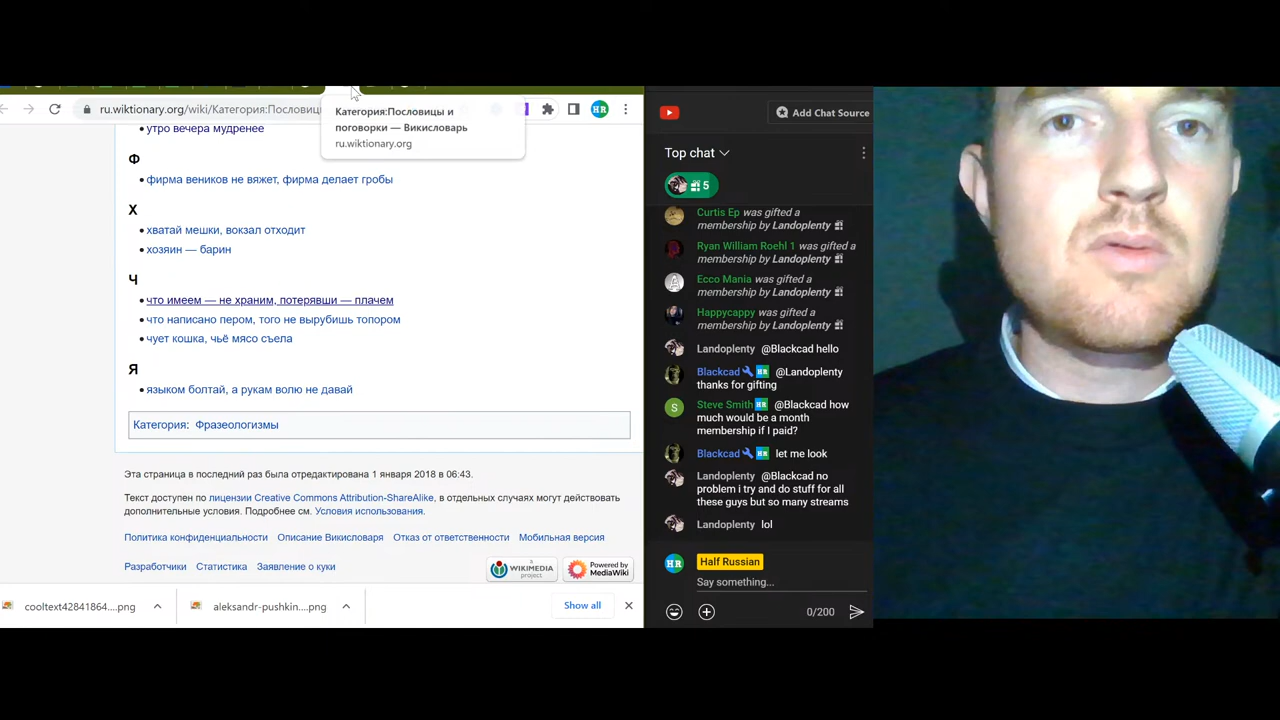 ru.wiktionary.org/wiki/Категория:Пословиц
Категория:Пословицы и
поговорки — Викисловарь
ru.wiktionary.org
утро вечера мудренее
Ф
фирма веников не вяжет, фирма делает гробы
Х
хватай мешки, вокзал отходит
хозяин — барин
Ч
что имеем — не храним, потерявши — плачем
что написано пером, того не вырубишь топором
чует кошка, чьё мясо съела
Я
языком болтай, а рукам волю не давай
Категория: Фразеологизмы
Эта страница в последний раз была отредактирована 1 января 2018 в 06:43.
Текст доступен по лицензии Creative Commons Attribution-ShareAlike, в отдельных случаях могут действовать
дополнительные условия. Подробнее см. Условия использования.
Политика конфиденциальности Описание Викисловаря Отказ от ответственности Мобильная версия
Разработчики Статистика Заявление о куки
A
WIKIMEDIA
project
Powered by
MediaWiki
cooltext42841864....png
aleksandr-pushkin....png
Show all
HR
Add Chat Source
Top chat
5
Curtis Ep was gifted a
membership by Landoplenty
Ryan William Roehl 1 was gifted a
membership by Landoplenty
Ecco Mania was gifted a
membership by Landoplenty
Happycappy was gifted a
membership by Landoplenty
Landoplenty @Blackcad hello
Blackcad HR @Landoplenty
thanks for gifting
S Steve Smith HR @Blackcad how
much would be a month
membership if I paid?
Blackcad HR let me look
Landoplenty @Blackcad no
problem i try and do stuff for all
these guys but so many streams
Landoplenty lol
HR Half Russian
Say something...
0/200